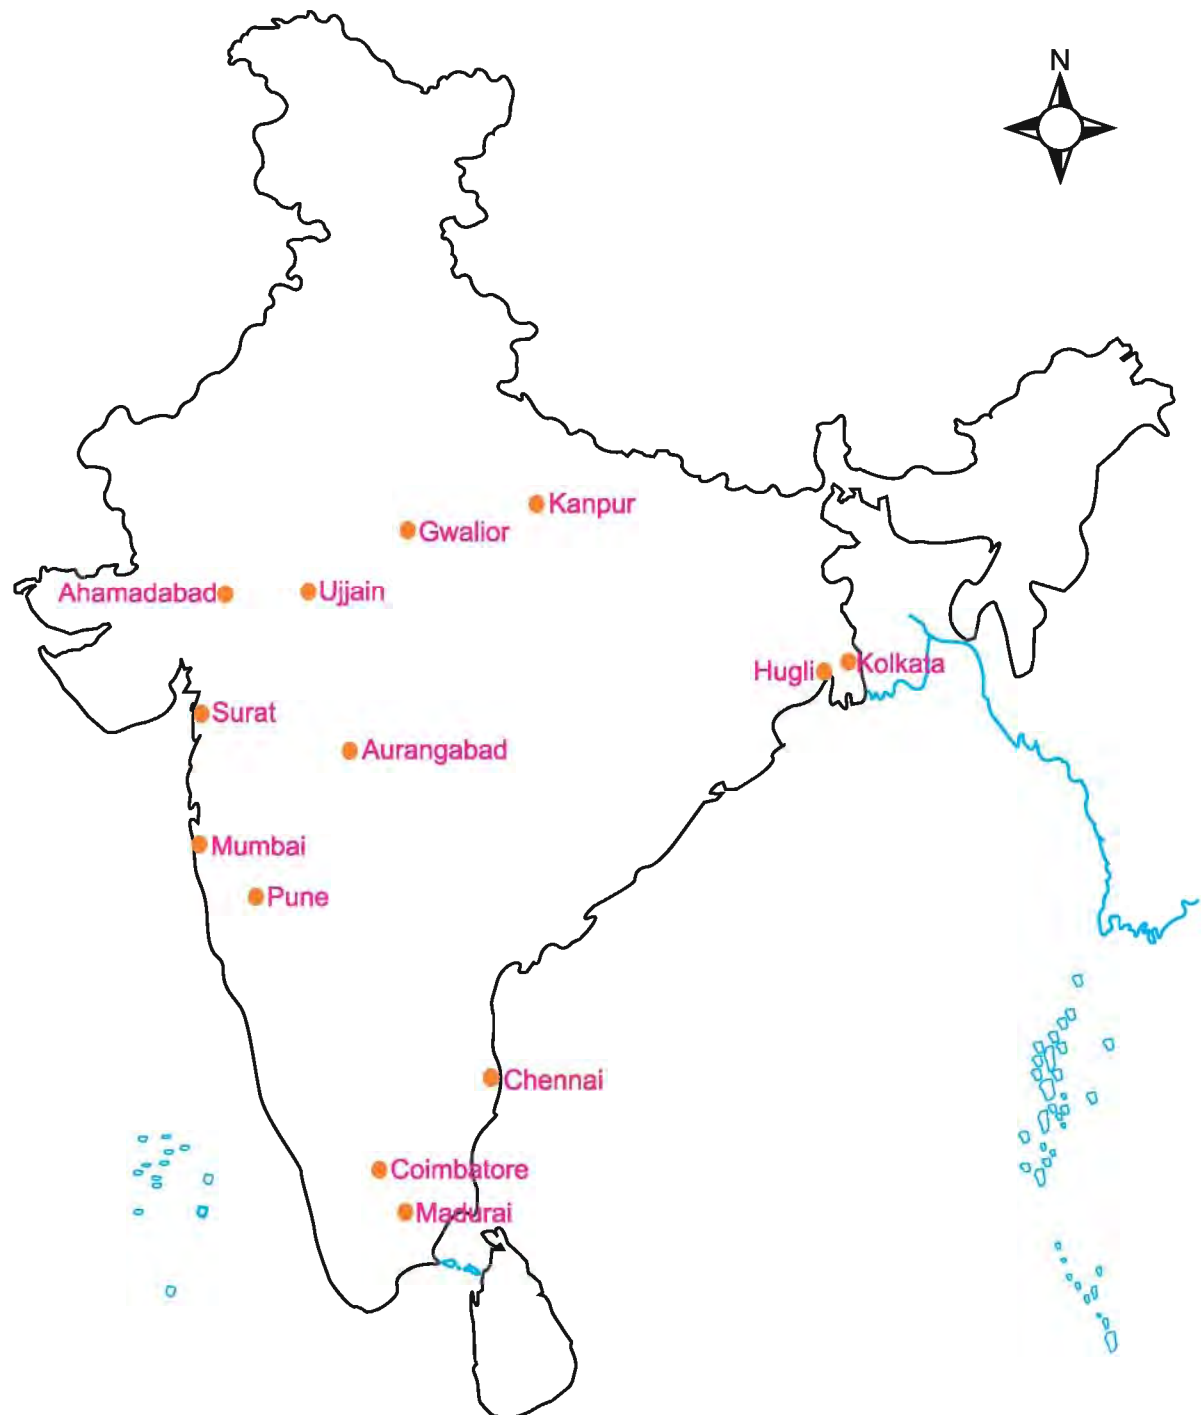 N
Kanpur
Gwalior
Ahamadabad
Ujjain
Hugli
Kolkata
Surat
Aurangabad
Mumbai
Pune
Chennai
Coimbatore
Madurai